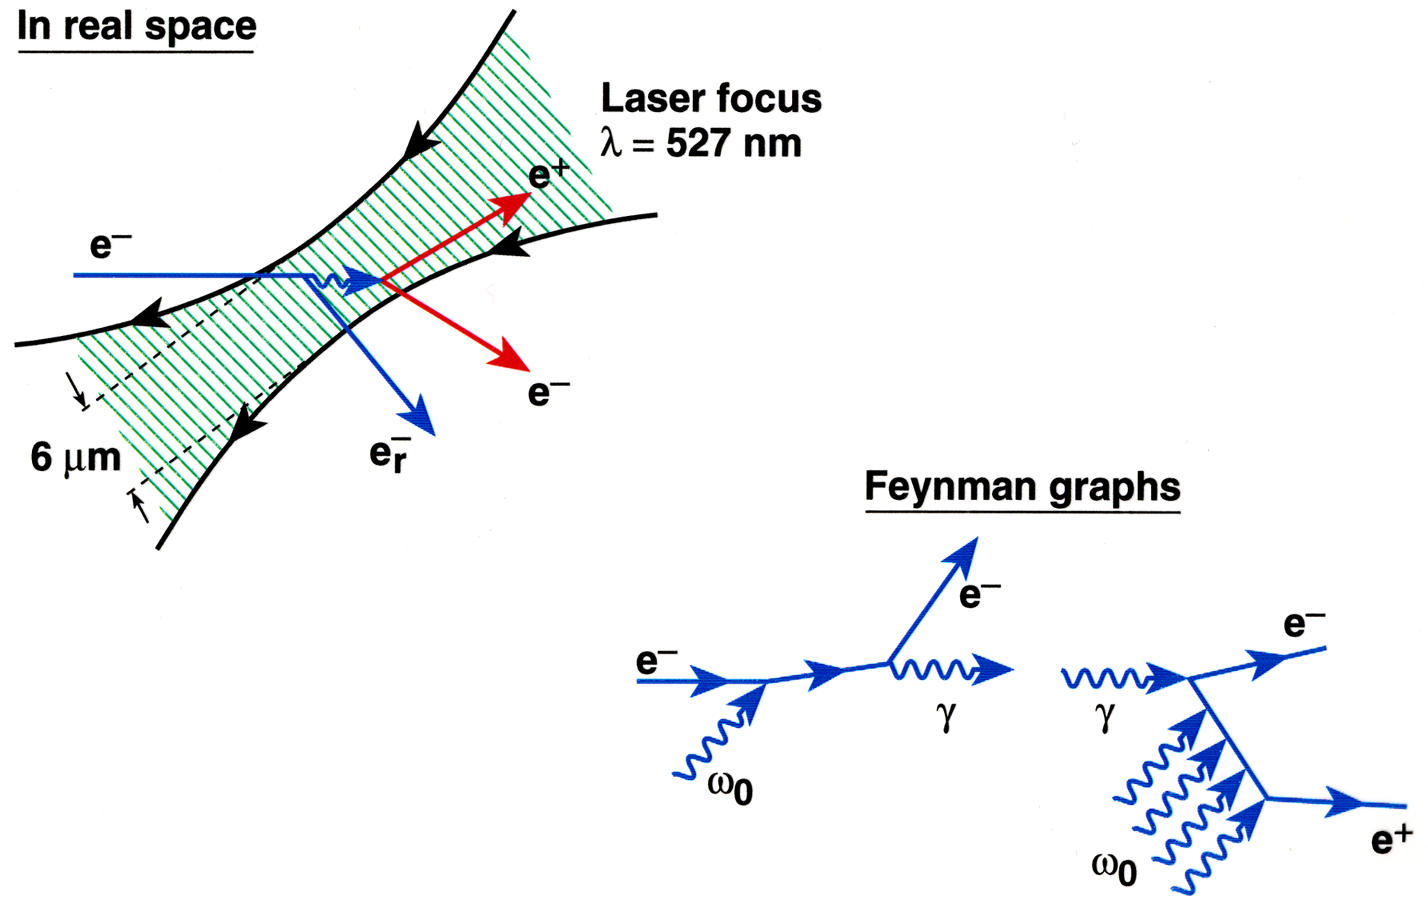 In real space
Laser focus
λ = 527 nm
e+
e–
e–
e–r
6 μm
Feynman graphs
e–
e–
γ
ω0
e–
γ
ω0
e+